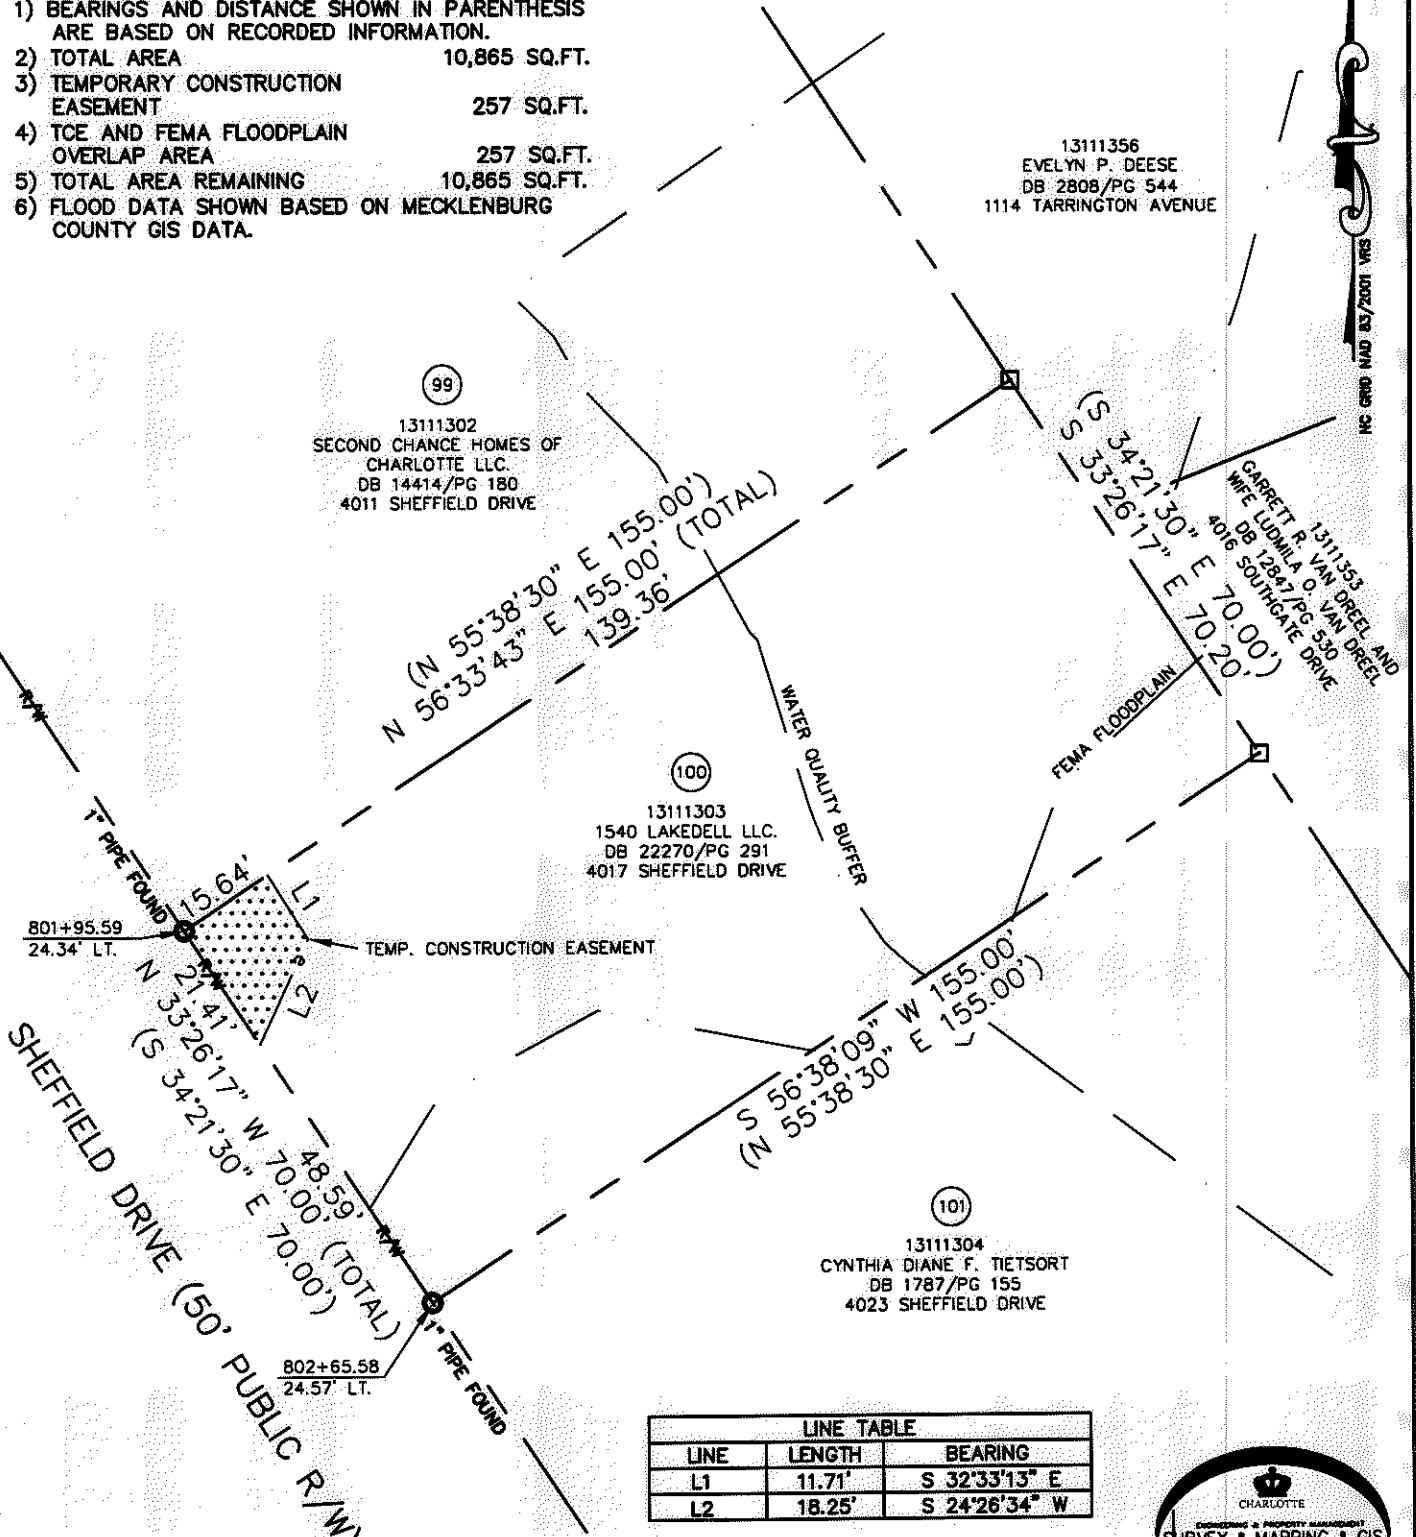 1) BEARINGS AND DISTANCE SHOWN IN PARENTHESIS
ARE BASED ON RECORDED INFORMATION.
2) TOTAL AREA 10,865 SQ.FT.
3) TEMPORARY CONSTRUCTION
EASEMENT 257 SQ.FT.
4) TCE AND FEMA FLOODPLAIN
OVERLAP AREA 257 SQ.FT.
5) TOTAL AREA REMAINING 10,865 SQ.FT.
6) FLOOD DATA SHOWN BASED ON MECKLENBURG
COUNTY GIS DATA.
13111356
EVELYN P. DEESE
DB 2808/PG 544
1114 TARRINGTON AVENUE
NC GRID NAD 83/2001 VRS
99
13111302
SECOND CHANCE HOMES OF
CHARLOTTE LLC.
DB 14414/PG 180
4011 SHEFFIELD DRIVE
(N 55°38'30" E 155.00')
N 56°33'43" E 155.00' (TOTAL)
139.36'
(S 34°21'30" E 70.00')
S 33°26'17" E 70.20'
13111353
GARRETT R. VAN DREEL AND
WIFE LUDMILA O. VAN DREEL
DB 12847/PG 530
4016 SOUTHGATE DRIVE
R/W
WATER QUALITY BUFFER
FEMA FLOODPLAIN
100
13111303
1540 LAKEDELL LLC.
DB 22270/PG 291
4017 SHEFFIELD DRIVE
1" PIPE FOUND
15.64'
L1
801+95.59
24.34' LT.
TEMP. CONSTRUCTION EASEMENT
R/W
L2
21.41'
N 33°26'17" W 70.00' (TOTAL)
(S 34°21'30" E 70.00')
48.59'
R/W
S 56°38'09" W 155.00'
(N 55°38'30" E 155.00')
SHEFFIELD DRIVE (50' PUBLIC R/W)
101
13111304
CYNTHIA DIANE F. TIETSORT
DB 1787/PG 155
4023 SHEFFIELD DRIVE
802+65.58
24.57' LT.
1" PIPE FOUND
LINE TABLE
LINE LENGTH BEARING
L1 11.71' S 32°33'13" E
L2 18.25' S 24°26'34" W
CHARLOTTE
ENGINEERING & PROPERTY MANAGEMENT
SURVEY & MAPPING & GIS